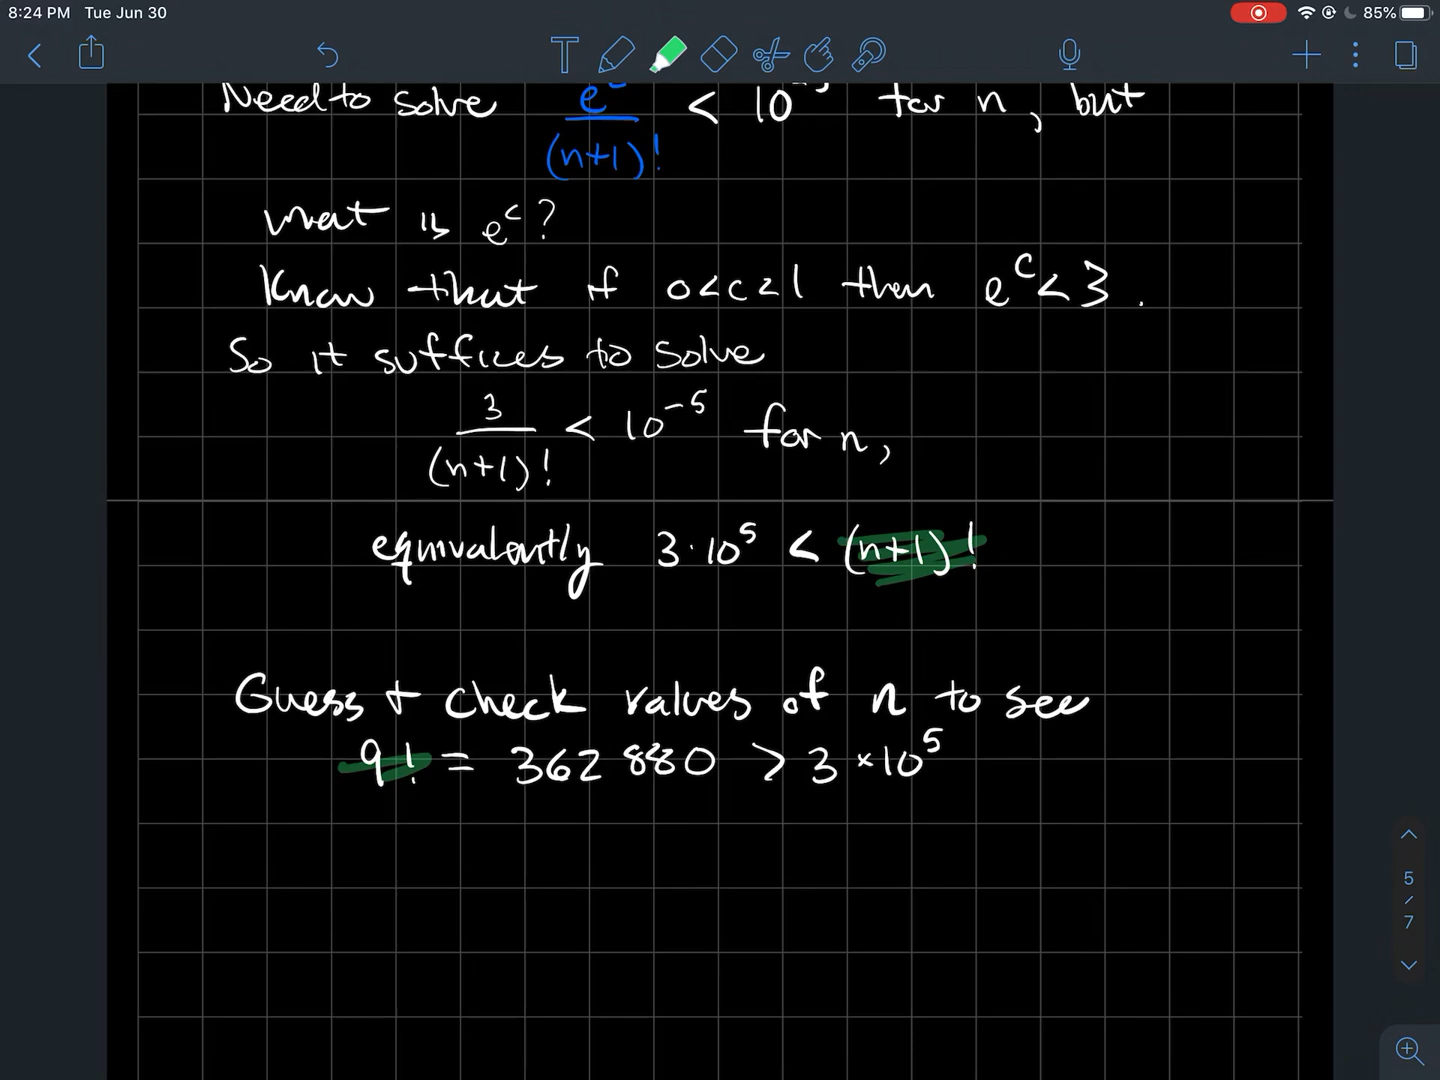 8:24 PM Tue Jun 30
85%
Need to solve e^c/(n+1)! < 10^-5 for n, but
what is e^c?
Know that if 0<c<1 then e^c<3.
So it suffices to solve
3/(n+1)! < 10^-5 for n,
equivalently 3·10^5 < (n+1)!
Guess + check values of n to see
9! = 362 880 > 3×10^5
5/7